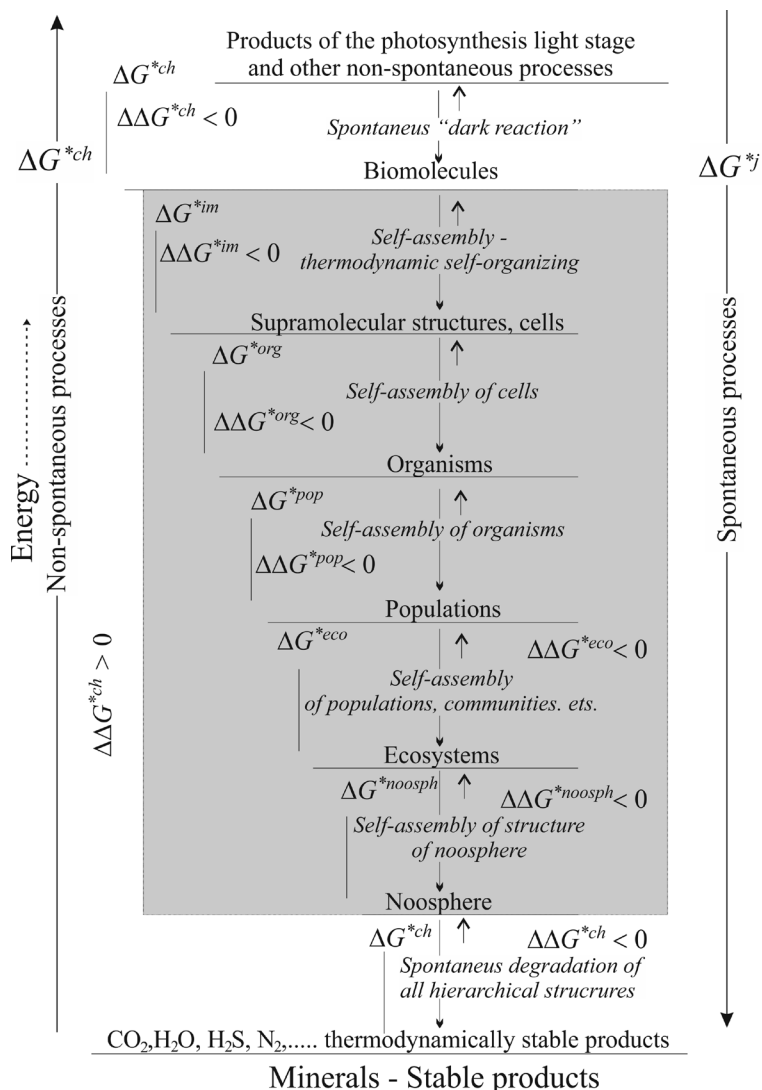 Products of the photosynthesis light stage
and other non-spontaneous processes
ΔG*ch
ΔΔG*ch < 0
Spontaneus “dark reaction”
ΔG*ch
ΔG*j
Biomolecules
ΔG*im
ΔΔG*im < 0
Self-assembly -
thermodynamic self-organizing
Supramolecular structures, cells
ΔG*org
ΔΔG*org< 0
Self-assembly of cells
Energy
Non-spontaneous processes
Spontaneous processes
Organisms
ΔG*pop
Self-assembly of organisms
ΔΔG*pop< 0
Populations
ΔG*eco
ΔΔG*eco< 0
ΔΔG*ch > 0
Self-assembly
of populations, communities. ets.
Ecosystems
ΔG*noosph
ΔΔG*noosph< 0
Self-assembly of structure
of noosphere
Noosphere
ΔG*ch
ΔΔG*ch < 0
Spontaneus degradation of
all hierarchical strucrures
CO2,H2O, H2S, N2,..... thermodynamically stable products
Minerals - Stable products